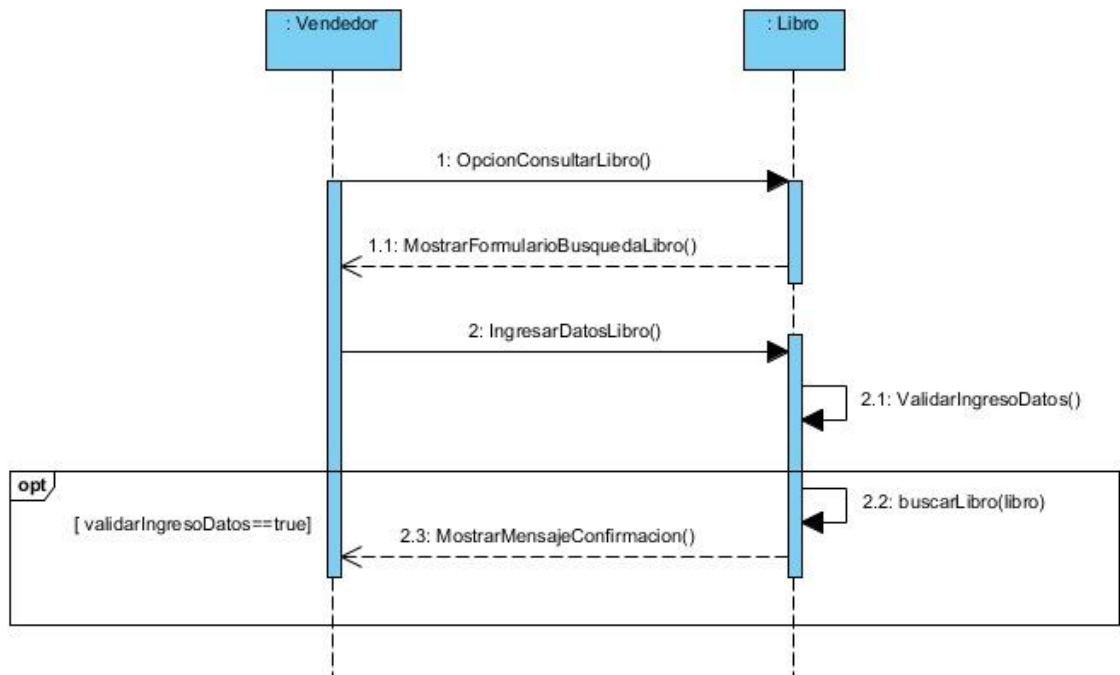 : Vendedor
: Libro
1: OpcionConsultarLibro()
1.1: MostrarFormularioBusquedaLibro()
2: IngresarDatosLibro()
2.1: ValidarIngresoDatos()
opt
2.2: buscarLibro(libro)
[ validarIngresoDatos==true]
2.3: MostrarMensajeConfirmacion()